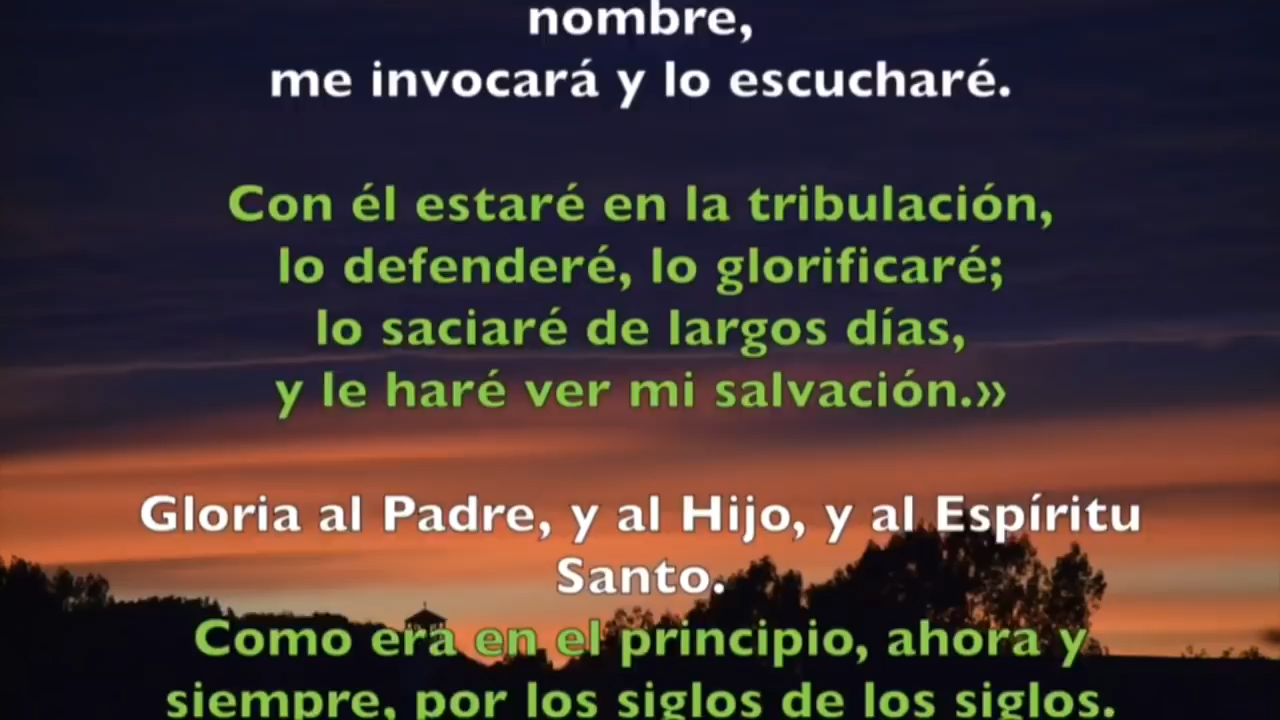 nombre,
me invocará y lo escucharé.
Con él estaré en la tribulación,
lo defenderé, lo glorificaré;
lo saciaré de largos días,
y le haré ver mi salvación.»
Gloria al Padre, y al Hijo, y al Espíritu
Santo.
Como era en el principio, ahora y
siempre, por los siglos de los siglos.